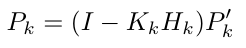 $P_k = (I - K_k H_k) P'_k$